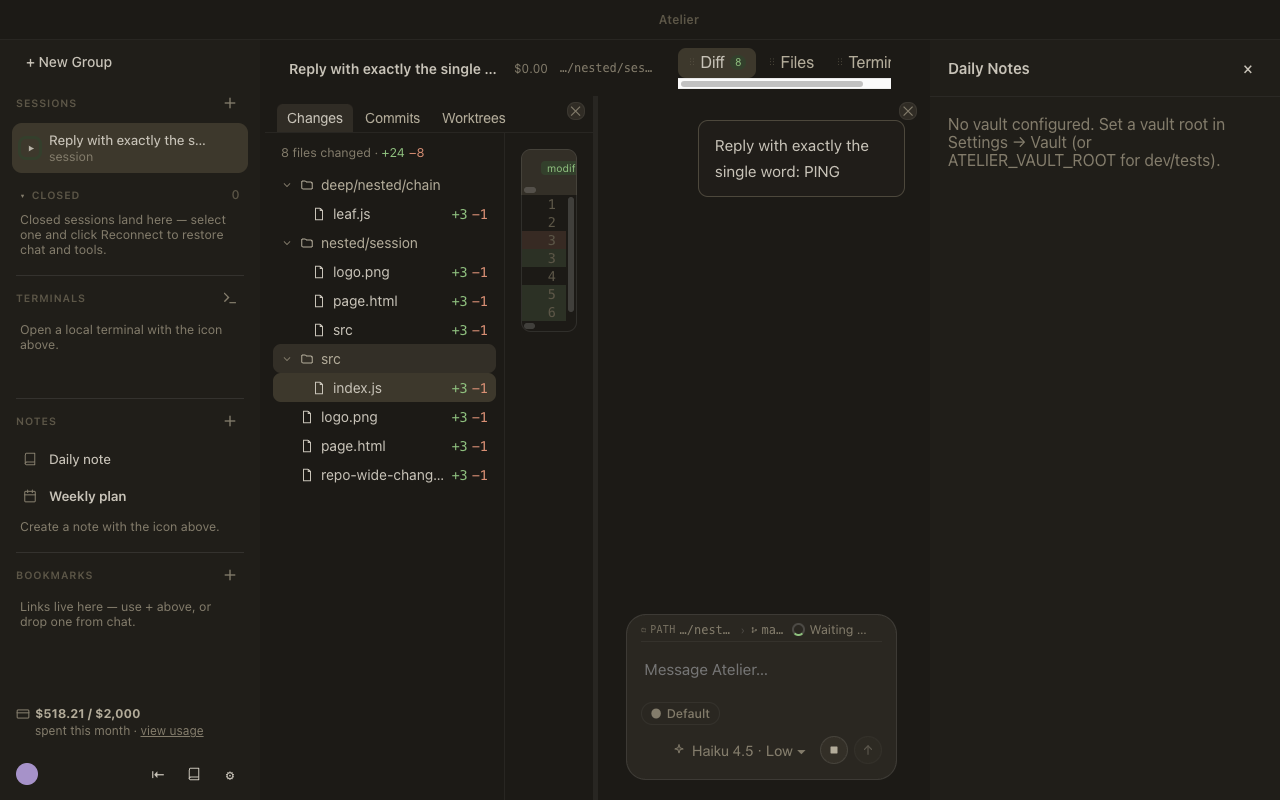 Atelier
+ New Group
SESSIONS
Reply with exactly the s...
session
CLOSED
0
Closed sessions land here — select
one and click Reconnect to restore
chat and tools.
TERMINALS
Open a local terminal with the icon
above.
NOTES
Daily note
Weekly plan
Create a note with the icon above.
BOOKMARKS
Links live here — use + above, or
drop one from chat.
$518.21 / $2,000
spent this month · view usage
Reply with exactly the single ...
$0.00
…/nested/ses…
Diff 8
Files
Termin
Changes
Commits
Worktrees
8 files changed · +24 −8
deep/nested/chain
leaf.js +3 −1
nested/session
logo.png +3 −1
page.html +3 −1
src +3 −1
src
index.js +3 −1
logo.png +3 −1
page.html +3 −1
repo-wide-chang... +3 −1
modif
1
2
3
3
4
5
6
Reply with exactly the
single word: PING
PATH …/nest… › ma… Waiting ...
Message Atelier...
Default
Haiku 4.5 · Low
Daily Notes
No vault configured. Set a vault root in
Settings → Vault (or
ATELIER_VAULT_ROOT for dev/tests).